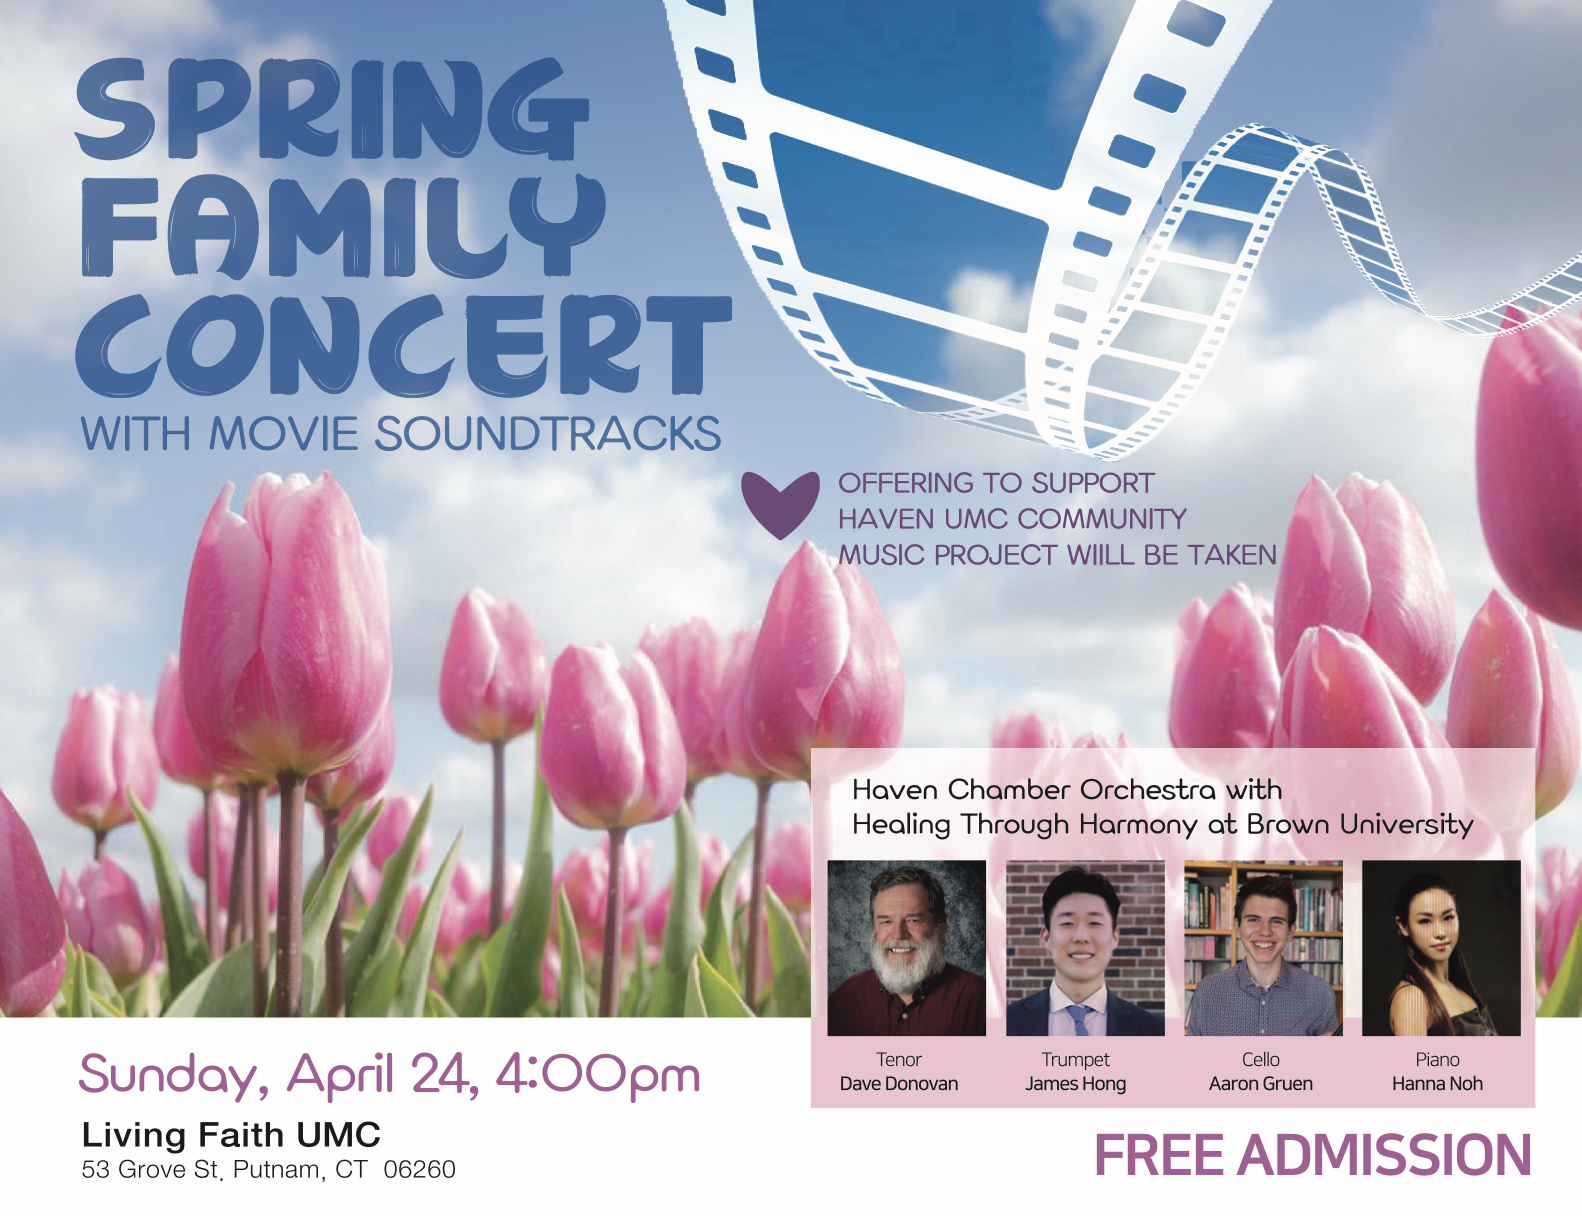 SPRING
FAMILY
CONCERT
WITH MOVIE SOUNDTRACKS
OFFERING TO SUPPORT
HAVEN UMC COMMUNITY
MUSIC PROJECT WIILL BE TAKEN
Haven Chamber Orchestra with
Healing Through Harmony at Brown University
Tenor
Dave Donovan
Trumpet
James Hong
Cello
Aaron Gruen
Piano
Hanna Noh
Sunday, April 24, 4:00pm
Living Faith UMC
53 Grove St. Putnam, CT 06260
FREE ADMISSION